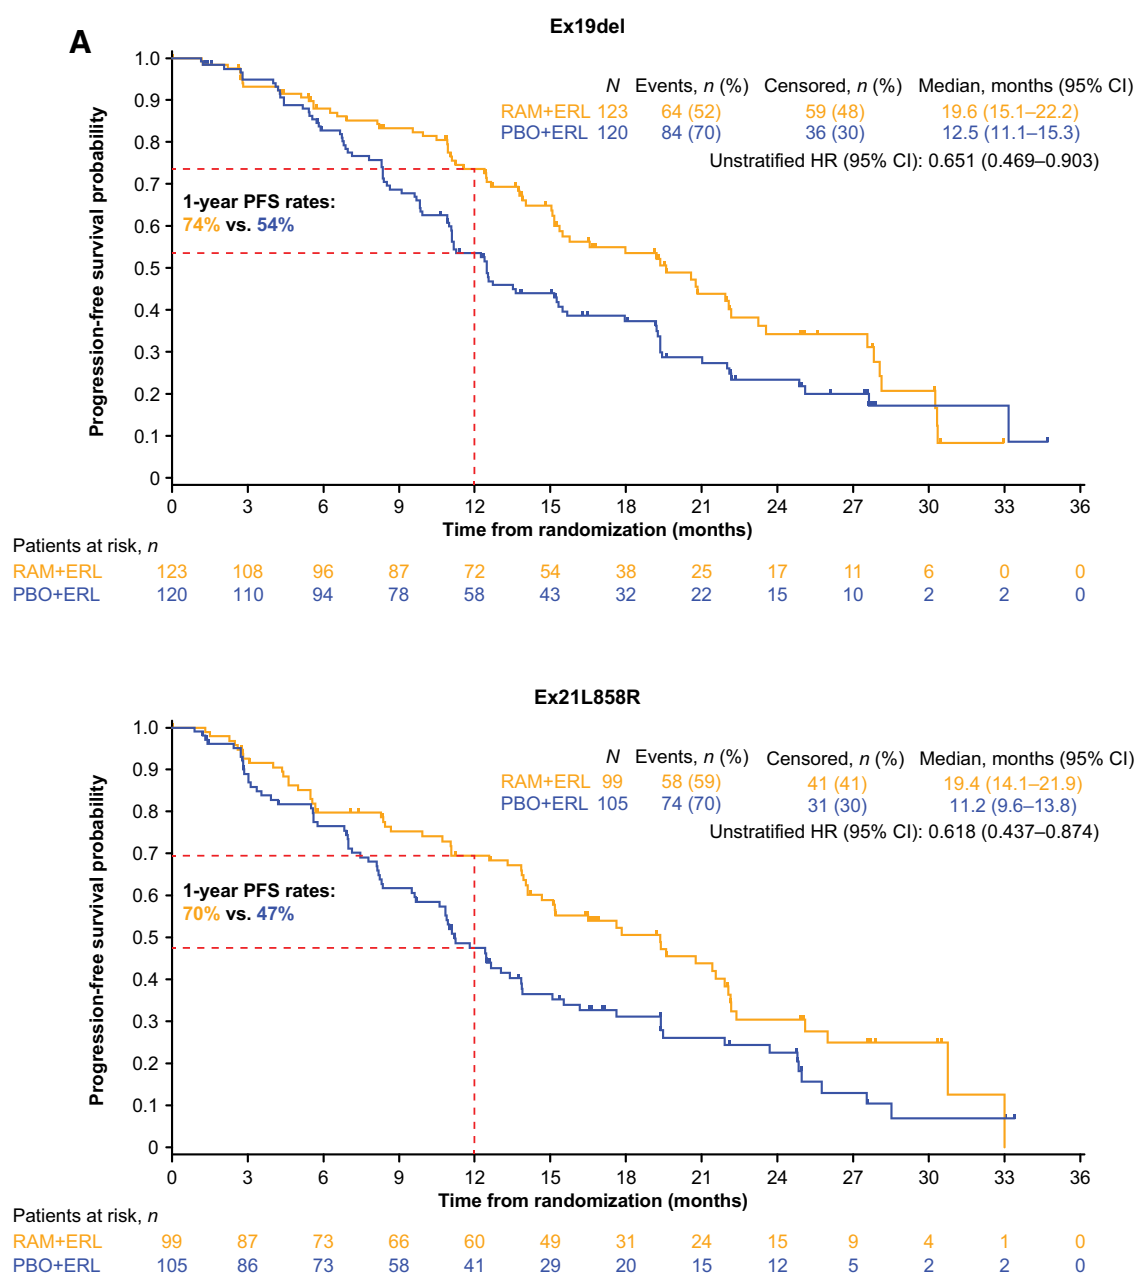 A
Ex19del
N Events, n (%) Censored, n (%) Median, months (95% CI)
RAM+ERL 123 64 (52) 59 (48) 19.6 (15.1–22.2)
PBO+ERL 120 84 (70) 36 (30) 12.5 (11.1–15.3)
Unstratified HR (95% CI): 0.651 (0.469–0.903)
Progression-free survival probability
1.0
0.9
0.8
0.7
0.6
0.5
0.4
0.3
0.2
0.1
0
1-year PFS rates:
74% vs. 54%
0 3 6 9 12 15 18 21 24 27 30 33 36
Time from randomization (months)
Patients at risk, n
RAM+ERL 123 108 96 87 72 54 38 25 17 11 6 0 0
PBO+ERL 120 110 94 78 58 43 32 22 15 10 2 2 0
Ex21L858R
N Events, n (%) Censored, n (%) Median, months (95% CI)
RAM+ERL 99 58 (59) 41 (41) 19.4 (14.1–21.9)
PBO+ERL 105 74 (70) 31 (30) 11.2 (9.6–13.8)
Unstratified HR (95% CI): 0.618 (0.437–0.874)
Progression-free survival probability
1.0
0.9
0.8
0.7
0.6
0.5
0.4
0.3
0.2
0.1
0
1-year PFS rates:
70% vs. 47%
0 3 6 9 12 15 18 21 24 27 30 33 36
Time from randomization (months)
Patients at risk, n
RAM+ERL 99 87 73 66 60 49 31 24 15 9 4 1 0
PBO+ERL 105 86 73 58 41 29 20 15 12 5 2 2 0